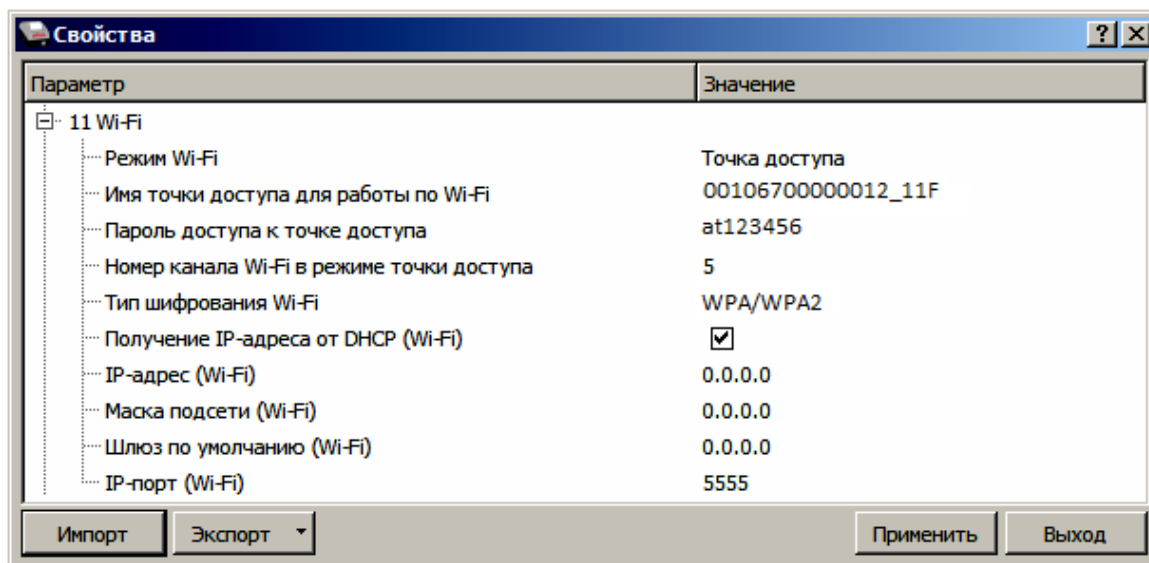 Свойства
Параметр Значение
11 Wi-Fi
Режим Wi-Fi Точка доступа
Имя точки доступа для работы по Wi-Fi 00106700000012_11F
Пароль доступа к точке доступа at123456
Номер канала Wi-Fi в режиме точки доступа 5
Тип шифрования Wi-Fi WPA/WPA2
Получение IP-адреса от DHCP (Wi-Fi)
IP-адрес (Wi-Fi) 0.0.0.0
Маска подсети (Wi-Fi) 0.0.0.0
Шлюз по умолчанию (Wi-Fi) 0.0.0.0
IP-порт (Wi-Fi) 5555
Импорт Экспорт Применить Выход